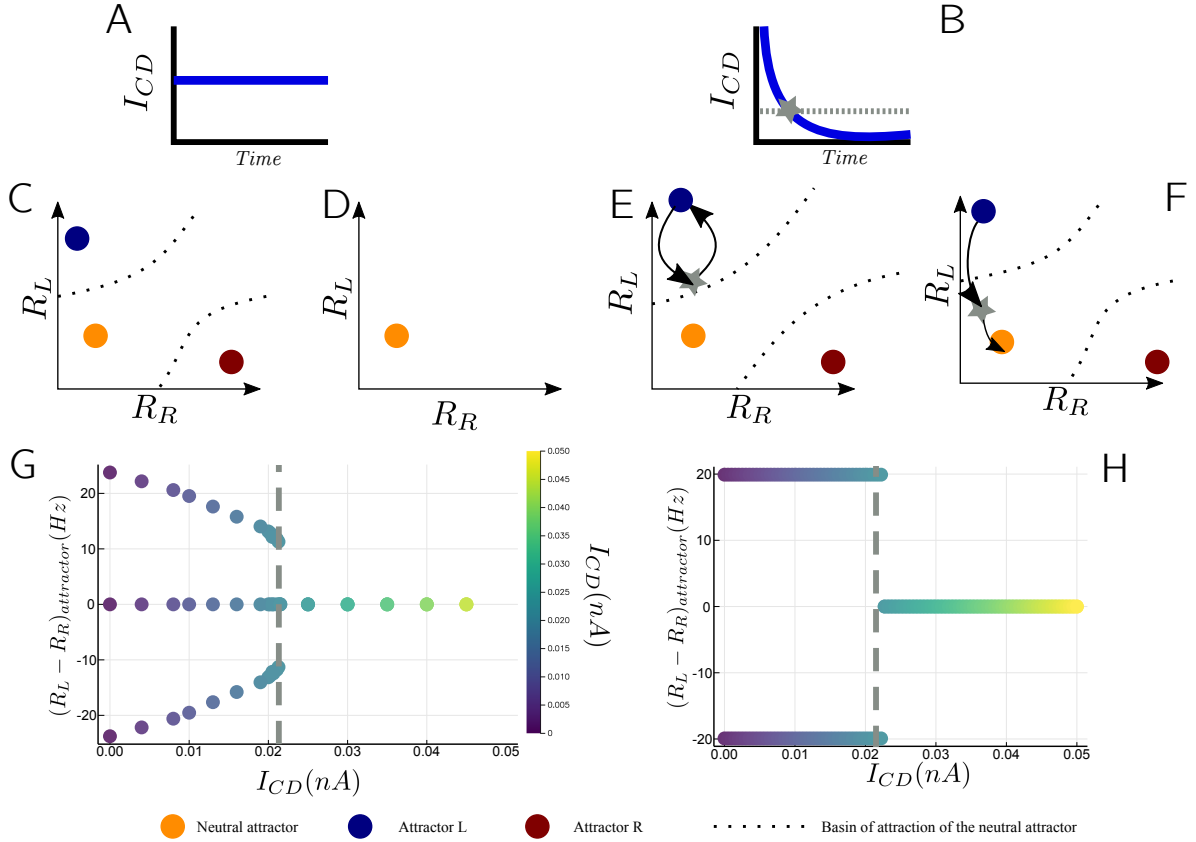 A
I_{CD}
Time
B
I_{CD}
Time
C
R_L
R_R
D
R_L
R_R
E
R_L
R_R
F
R_L
R_R
G
(R_L − R_R)_{attractor}(Hz)
20
10
0
-10
-20
0.00
0.01
0.02
0.03
0.04
0.05
I_{CD}(nA)
0.050
0.045
0.040
0.035
0.030
0.025
0.020
0.015
0.010
0.005
0
I_{CD}(nA)
H
(R_L − R_R)_{attractor}(Hz)
20
10
0
-10
-20
0.00
0.01
0.02
0.03
0.04
0.05
I_{CD}(nA)
Neutral attractor
Attractor L
Attractor R
Basin of attraction of the neutral attractor